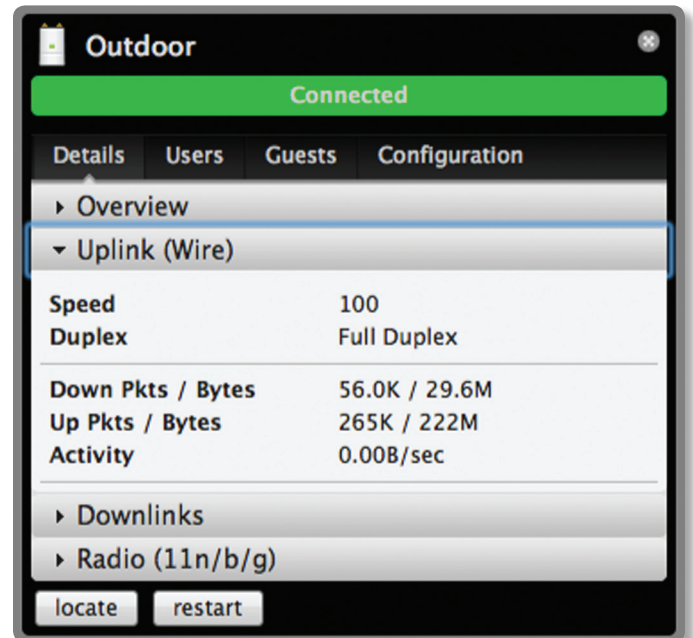 Outdoor
Connected
Details Users Guests Configuration
Overview
Uplink (Wire)
Speed 100
Duplex Full Duplex
Down Pkts / Bytes 56.0K / 29.6M
Up Pkts / Bytes 265K / 222M
Activity 0.00B/sec
Downlinks
Radio (11n/b/g)
locate restart